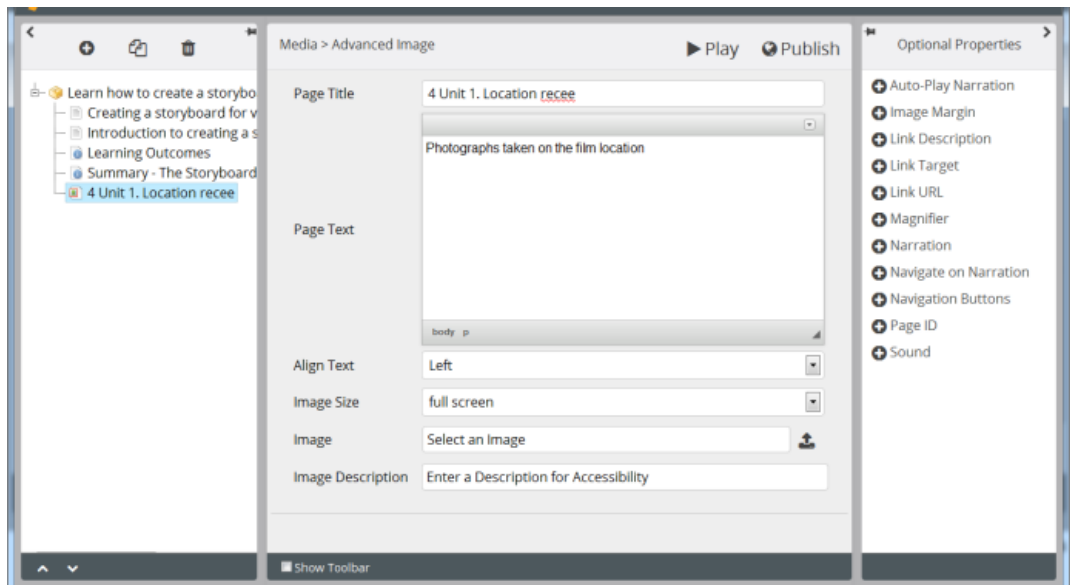 Learn how to create a storybo
Creating a storyboard for v
Introduction to creating a s
Learning Outcomes
Summary - The Storyboard
4 Unit 1. Location recee
Media > Advanced Image
Play
Publish
Page Title
4 Unit 1. Location recee
Page Text
Photographs taken on the film location
body p
Align Text
Left
Image Size
full screen
Image
Select an Image
Image Description
Enter a Description for Accessibility
Show Toolbar
Optional Properties
Auto-Play Narration
Image Margin
Link Description
Link Target
Link URL
Magnifier
Narration
Navigate on Narration
Navigation Buttons
Page ID
Sound